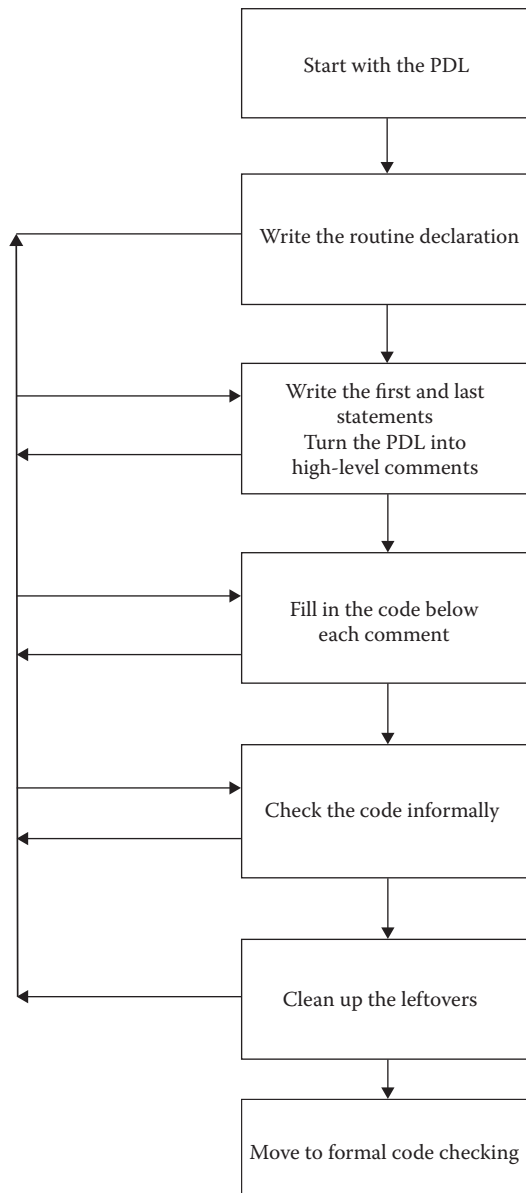 Start with the PDL
Write the routine declaration
Write the first and last
statements
Turn the PDL into
high-level comments
Fill in the code below
each comment
Check the code informally
Clean up the leftovers
Move to formal code checking